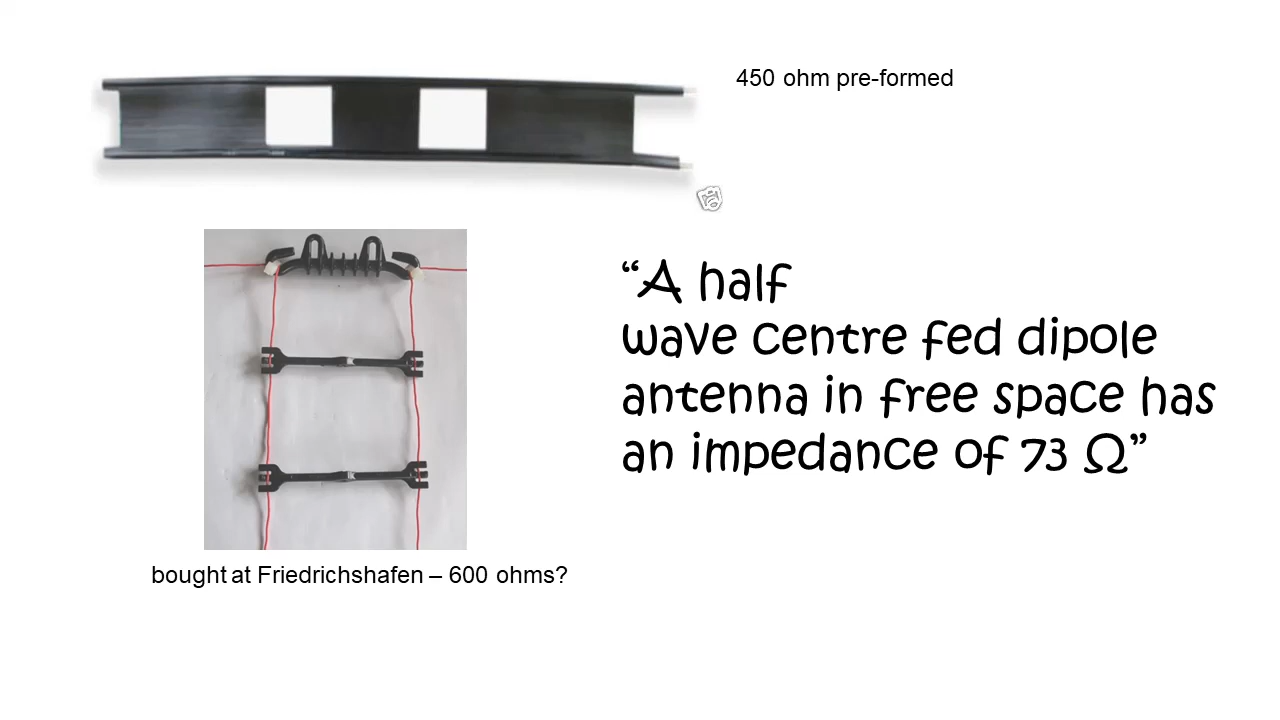 450 ohm pre-formed
“A half
wave centre fed dipole
antenna in free space has
an impedance of 73 Ω”
bought at Friedrichshafen – 600 ohms?